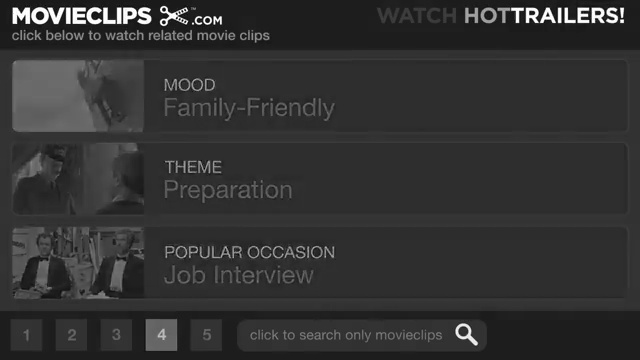 MOVIECLIPS .COM™
WATCH HOTTRAILERS!
click below to watch related movie clips
MOOD
Family-Friendly
THEME
Preparation
POPULAR OCCASION
Job Interview
1 2 3 4 5
click to search only movieclips